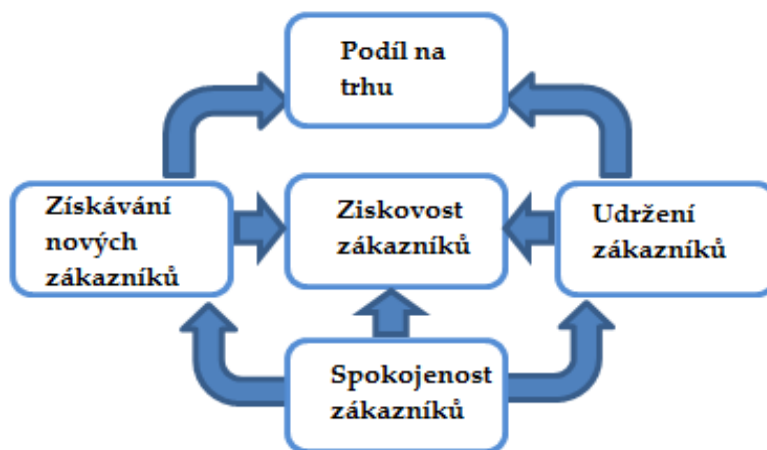 Podíl na
trhu
Získávání
nových
zákazníků
Ziskovost
zákazníků
Udržení
zákazníků
Spokojenost
zákazníků